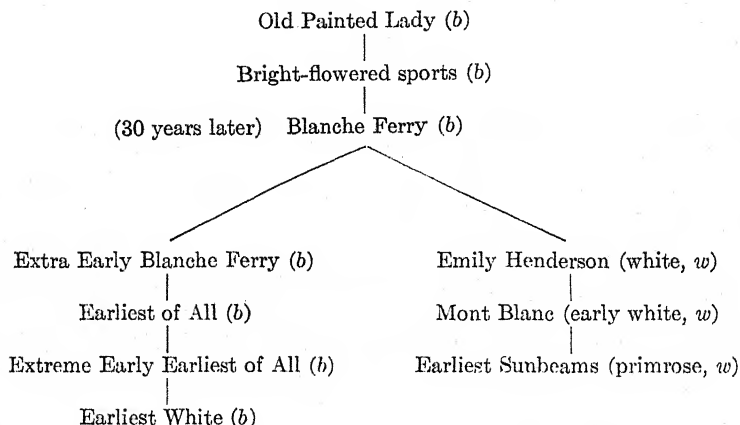 Old Painted Lady (b)
Bright-flowered sports (b)
(30 years later) Blanche Ferry (b)
Extra Early Blanche Ferry (b)
Emily Henderson (white, w)
Earliest of All (b)
Mont Blanc (early white, w)
Extreme Early Earliest of All (b)
Earliest Sunbeams (primrose, w)
Earliest White (b)